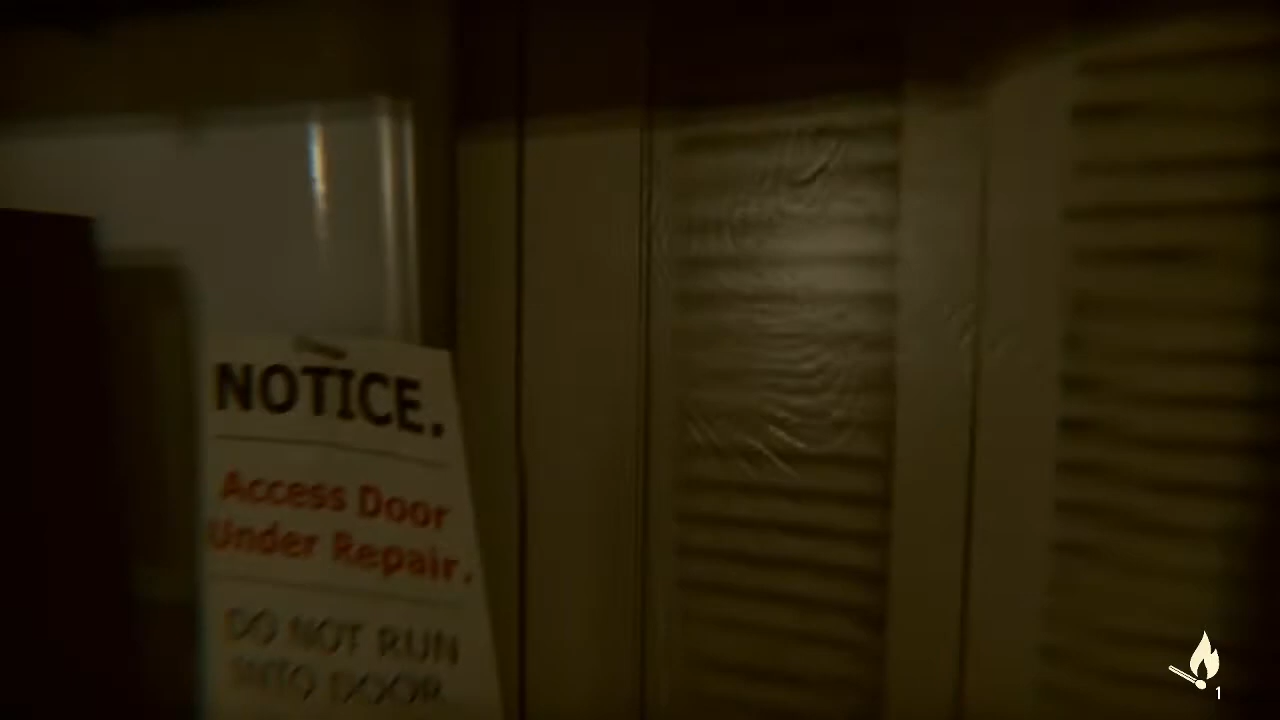 NOTICE.
Access Door
Under Repair.
DO NOT RUN
INTO DOOR
1